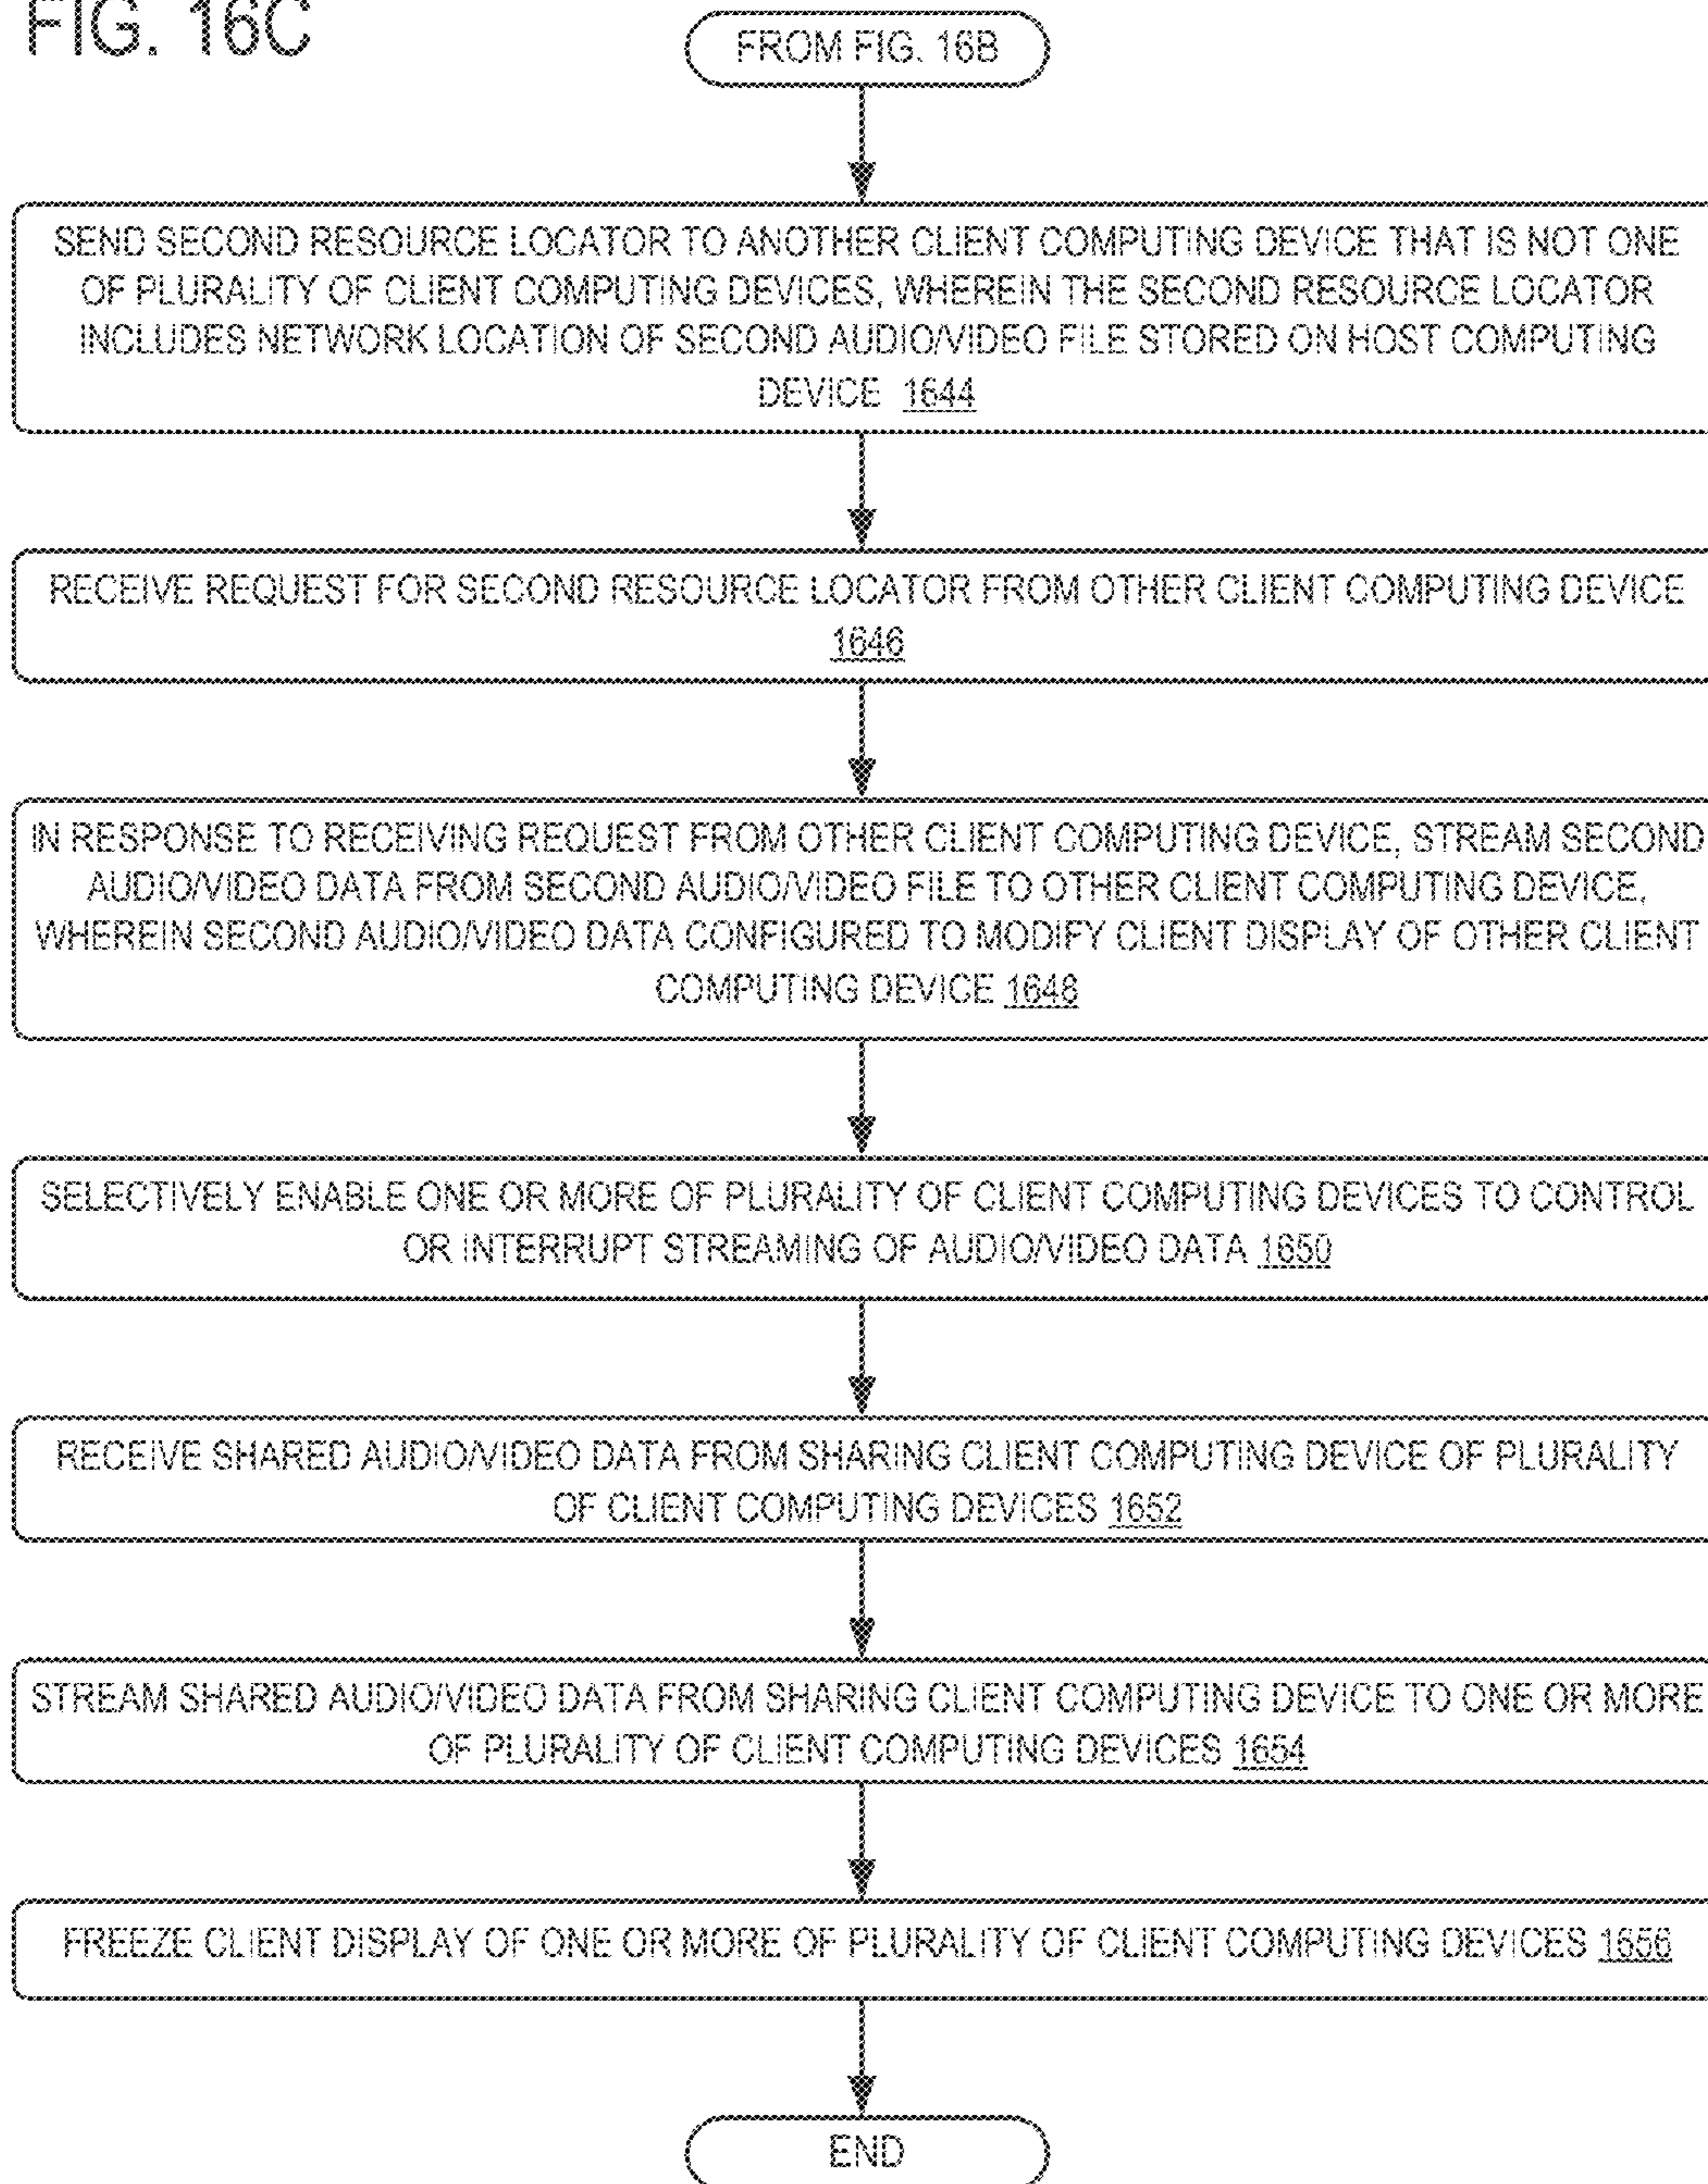 FIG. 16C
FROM FIG. 16B
SEND SECOND RESOURCE LOCATOR TO ANOTHER CLIENT COMPUTING DEVICE THAT IS NOT ONE
OF PLURALITY OF CLIENT COMPUTING DEVICES, WHEREIN THE SECOND RESOURCE LOCATOR
INCLUDES NETWORK LOCATION OF SECOND AUDIO/VIDEO FILE STORED ON HOST COMPUTING
DEVICE 1644
RECEIVE REQUEST FOR SECOND RESOURCE LOCATOR FROM OTHER CLIENT COMPUTING DEVICE
1646
IN RESPONSE TO RECEIVING REQUEST FROM OTHER CLIENT COMPUTING DEVICE, STREAM SECOND
AUDIO/VIDEO DATA FROM SECOND AUDIO/VIDEO FILE TO OTHER CLIENT COMPUTING DEVICE,
WHEREIN SECOND AUDIO/VIDEO DATA CONFIGURED TO MODIFY CLIENT DISPLAY OF OTHER CLIENT
COMPUTING DEVICE 1648
SELECTIVELY ENABLE ONE OR MORE OF PLURALITY OF CLIENT COMPUTING DEVICES TO CONTROL
OR INTERRUPT STREAMING OF AUDIO/VIDEO DATA 1650
RECEIVE SHARED AUDIO/VIDEO DATA FROM SHARING CLIENT COMPUTING DEVICE OF PLURALITY
OF CLIENT COMPUTING DEVICES 1652
STREAM SHARED AUDIO/VIDEO DATA FROM SHARING CLIENT COMPUTING DEVICE TO ONE OR MORE
OF PLURALITY OF CLIENT COMPUTING DEVICES 1654
FREEZE CLIENT DISPLAY OF ONE OR MORE OF PLURALITY OF CLIENT COMPUTING DEVICES 1656
END